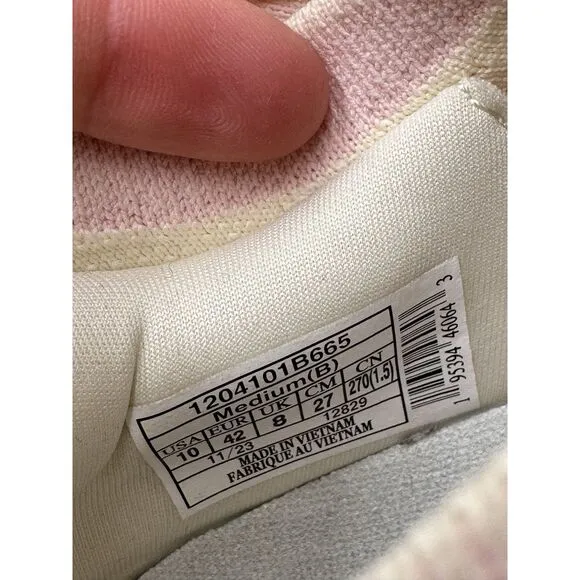 1204101B665
Medium(B)
USA EUR UK CM CN
10 42 8 27 270(1.5)
11/23 12829
MADE IN VIETNAM
FABRIQUE AU VIETNAM
1 95394 46064 3